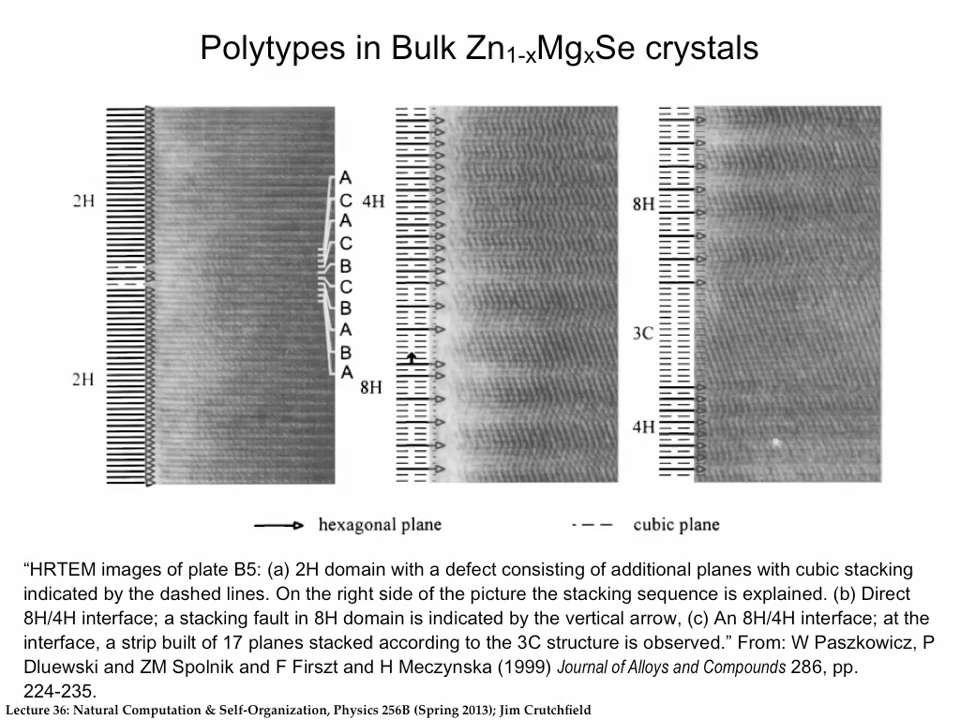 Polytypes in Bulk Zn1-xMgxSe crystals
2H
2H
A
C
A
C
B
C
B
A
B
A
4H
8H
8H
3C
4H
hexagonal plane
cubic plane
“HRTEM images of plate B5: (a) 2H domain with a defect consisting of additional planes with cubic stacking
indicated by the dashed lines. On the right side of the picture the stacking sequence is explained. (b) Direct
8H/4H interface; a stacking fault in 8H domain is indicated by the vertical arrow, (c) An 8H/4H interface; at the
interface, a strip built of 17 planes stacked according to the 3C structure is observed.” From: W Paszkowicz, P
Dluewski and ZM Spolnik and F Firszt and H Meczynska (1999) Journal of Alloys and Compounds 286, pp.
224-235.
Lecture 36: Natural Computation & Self-Organization, Physics 256B (Spring 2013); Jim Crutchfield